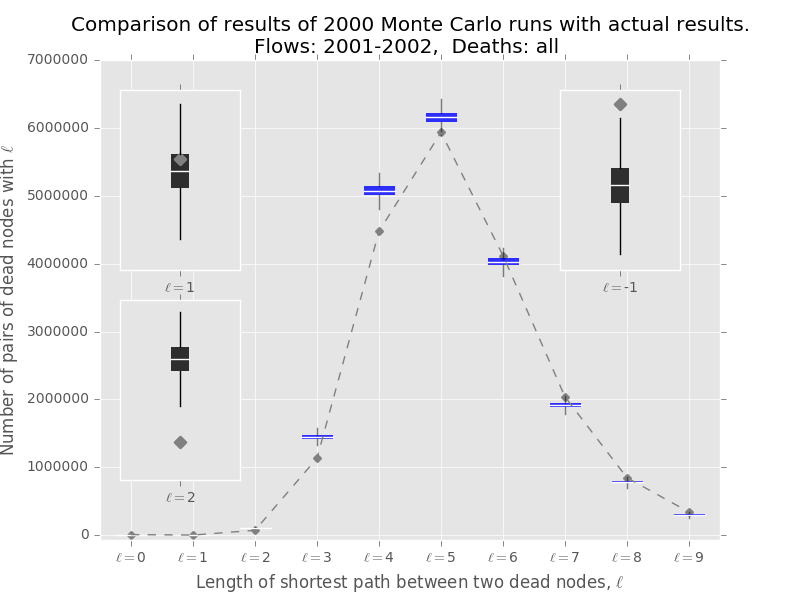 Comparison of results of 2000 Monte Carlo runs with actual results.
Flows: 2001-2002, Deaths: all
7000000
6000000
5000000
4000000
3000000
2000000
1000000
0
Number of pairs of dead nodes with ℓ
ℓ=1
ℓ=2
ℓ=-1
ℓ=0
ℓ=1
ℓ=2
ℓ=3
ℓ=4
ℓ=5
ℓ=6
ℓ=7
ℓ=8
ℓ=9
Length of shortest path between two dead nodes, ℓ